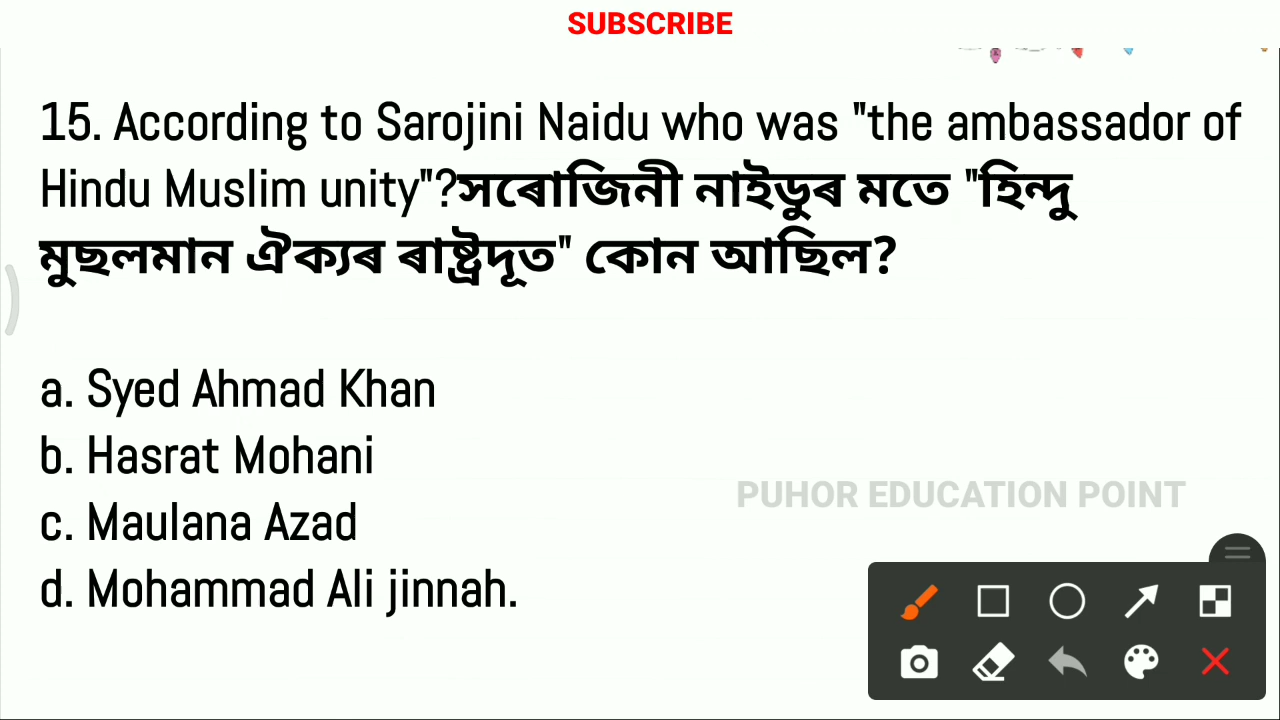 SUBSCRIBE
15. According to Sarojini Naidu who was "the ambassador of
Hindu Muslim unity"?সৰোজিনী নাইডুৰ মতে "হিন্দু
মুছলমান ঐক্যৰ ৰাষ্ট্ৰদূত" কোন আছিল?
a. Syed Ahmad Khan
b. Hasrat Mohani
PUHOR EDUCATION POINT
c. Maulana Azad
d. Mohammad Ali jinnah.